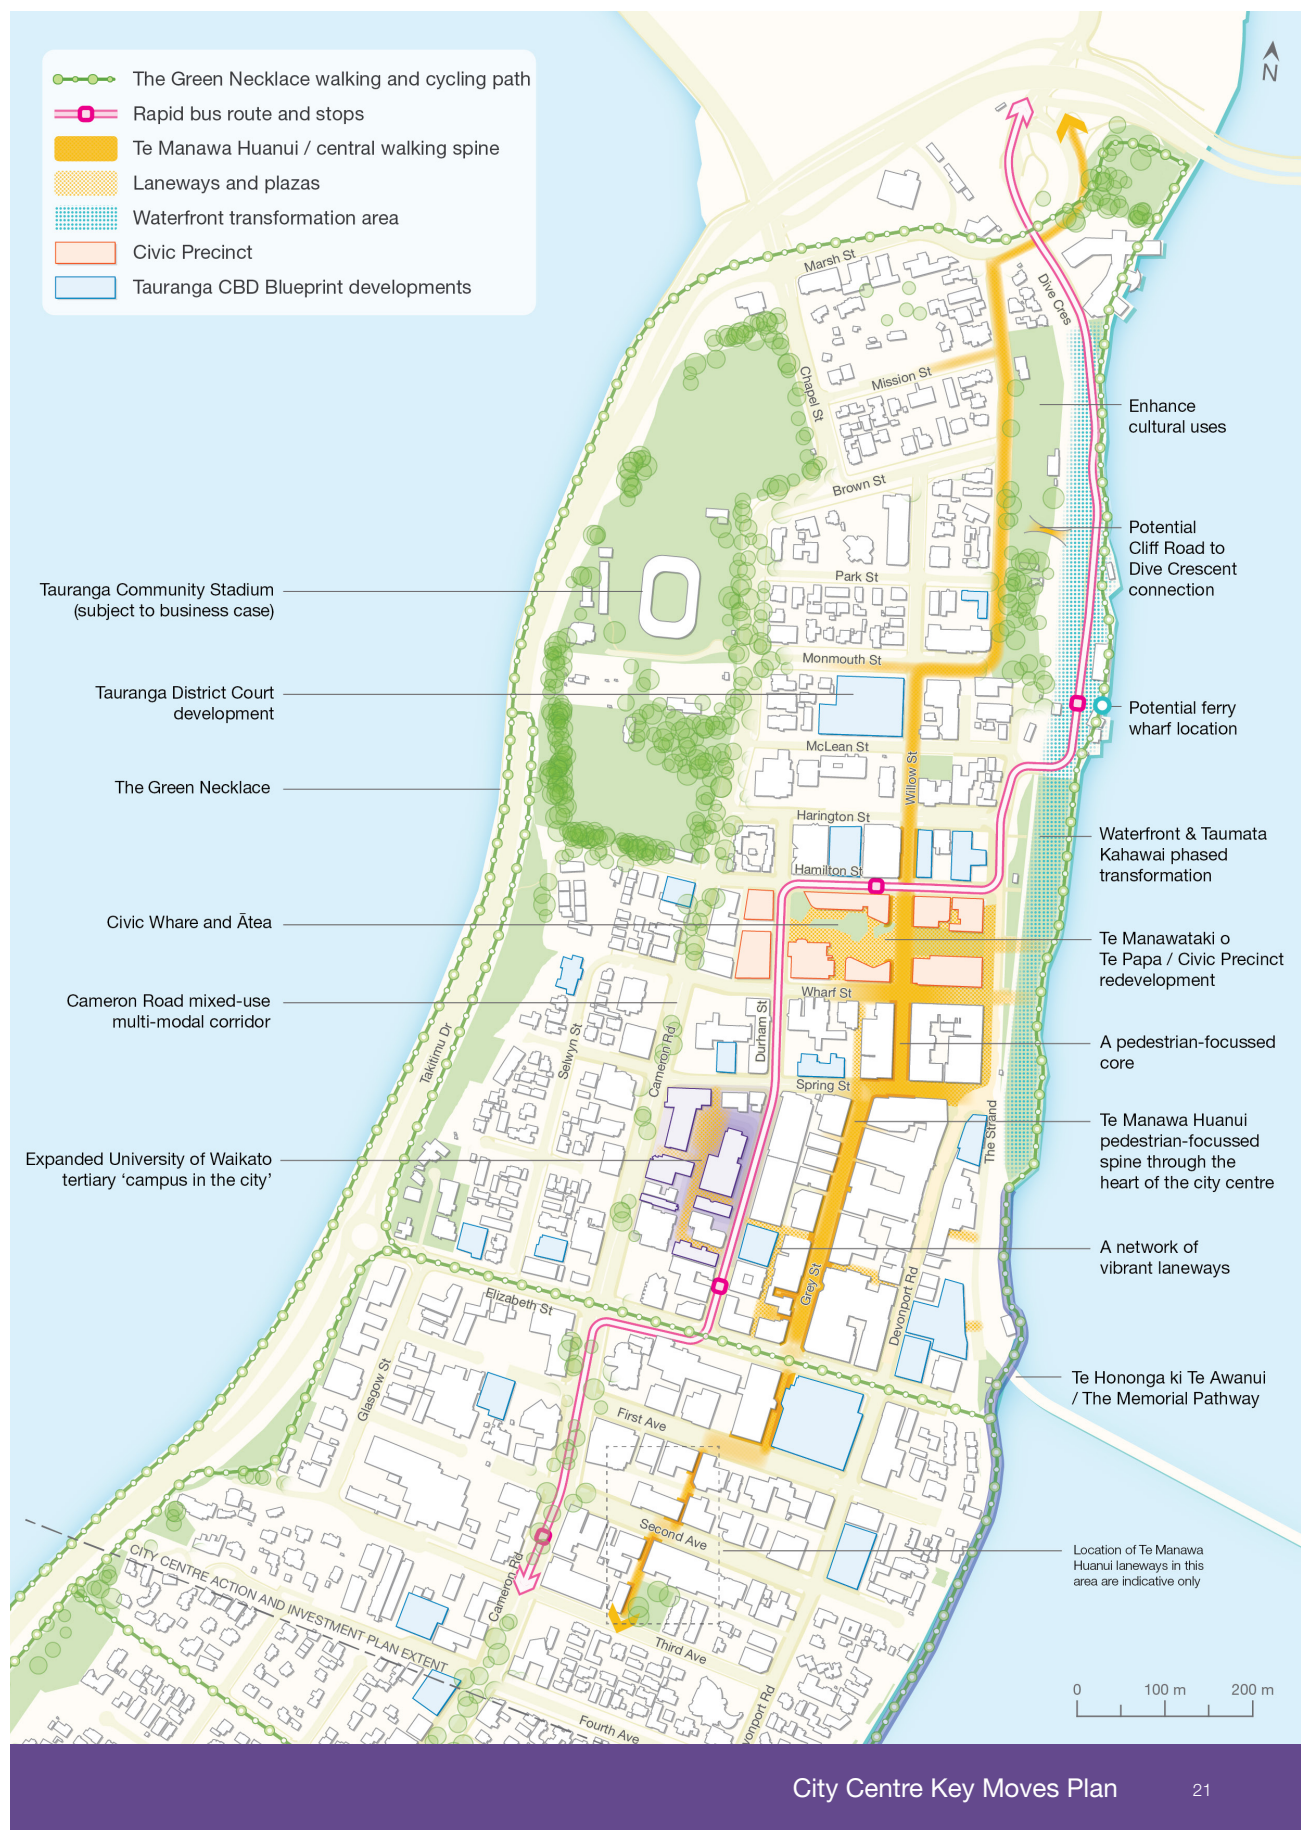 The Green Necklace walking and cycling path
Rapid bus route and stops
Te Manawa Huanui / central walking spine
Laneways and plazas
Waterfront transformation area
Civic Precinct
Tauranga CBD Blueprint developments
N
Marsh St
Dive Cres
Mission St
Chapel St
Brown St
Park St
Monmouth St
McLean St
Willow St
Harington St
Hamilton St
Wharf St
Durham St
Spring St
Takitimu Dr
Selwyn St
Cameron Rd
The Strand
Grey St
Devonport Rd
Elizabeth St
Glasgow St
First Ave
Second Ave
Cameron Rd
Third Ave
Fourth Ave
vonport Rd
CITY CENTRE ACTION AND INVESTMENT PLAN EXTENT
Tauranga Community Stadium
(subject to business case)
Tauranga District Court
development
The Green Necklace
Civic Whare and Ātea
Cameron Road mixed-use
multi-modal corridor
Expanded University of Waikato
tertiary ‘campus in the city’
Enhance
cultural uses
Potential
Cliff Road to
Dive Crescent
connection
Potential ferry
wharf location
Waterfront & Taumata
Kahawai phased
transformation
Te Manawataki o
Te Papa / Civic Precinct
redevelopment
A pedestrian-focussed
core
Te Manawa Huanui
pedestrian-focussed
spine through the
heart of the city centre
A network of
vibrant laneways
Te Hononga ki Te Awanui
/ The Memorial Pathway
Location of Te Manawa
Huanui laneways in this
area are indicative only
0 100 m 200 m
City Centre Key Moves Plan 21